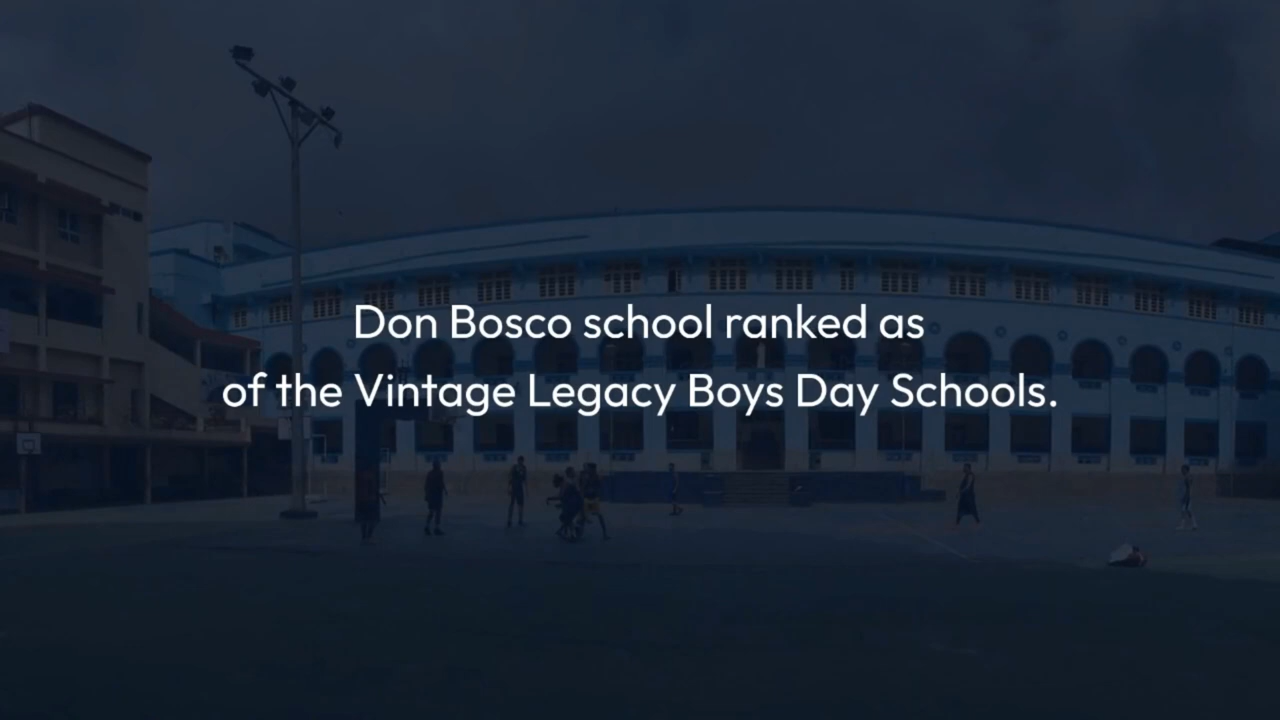 Don Bosco school ranked as
of the Vintage Legacy Boys Day Schools.